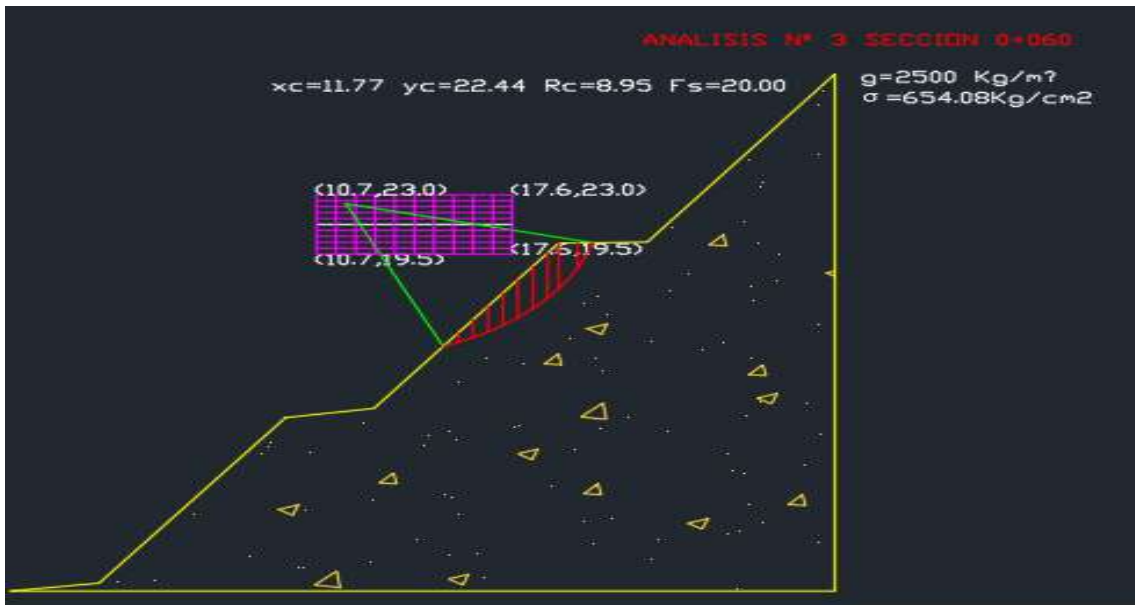 ANALISIS Nº 3 SECCION 0+060
xc=11.77 yc=22.44 Rc=8.95 Fs=20.00
g=2500 Kg/m?
σ=654.08Kg/cm2
(10.7,23.0) (17.6,23.0)
(10.7,19.5) (17.6,19.5)